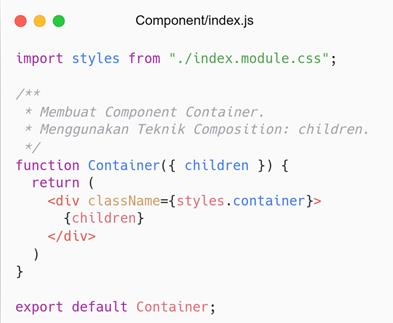 Component/index.js
import styles from "./index.module.css";
/**
 * Membuat Component Container.
 * Menggunakan Teknik Composition: children.
 */
function Container({ children }) {
  return (
    <div className={styles.container}>
      {children}
    </div>
  )
}
export default Container;